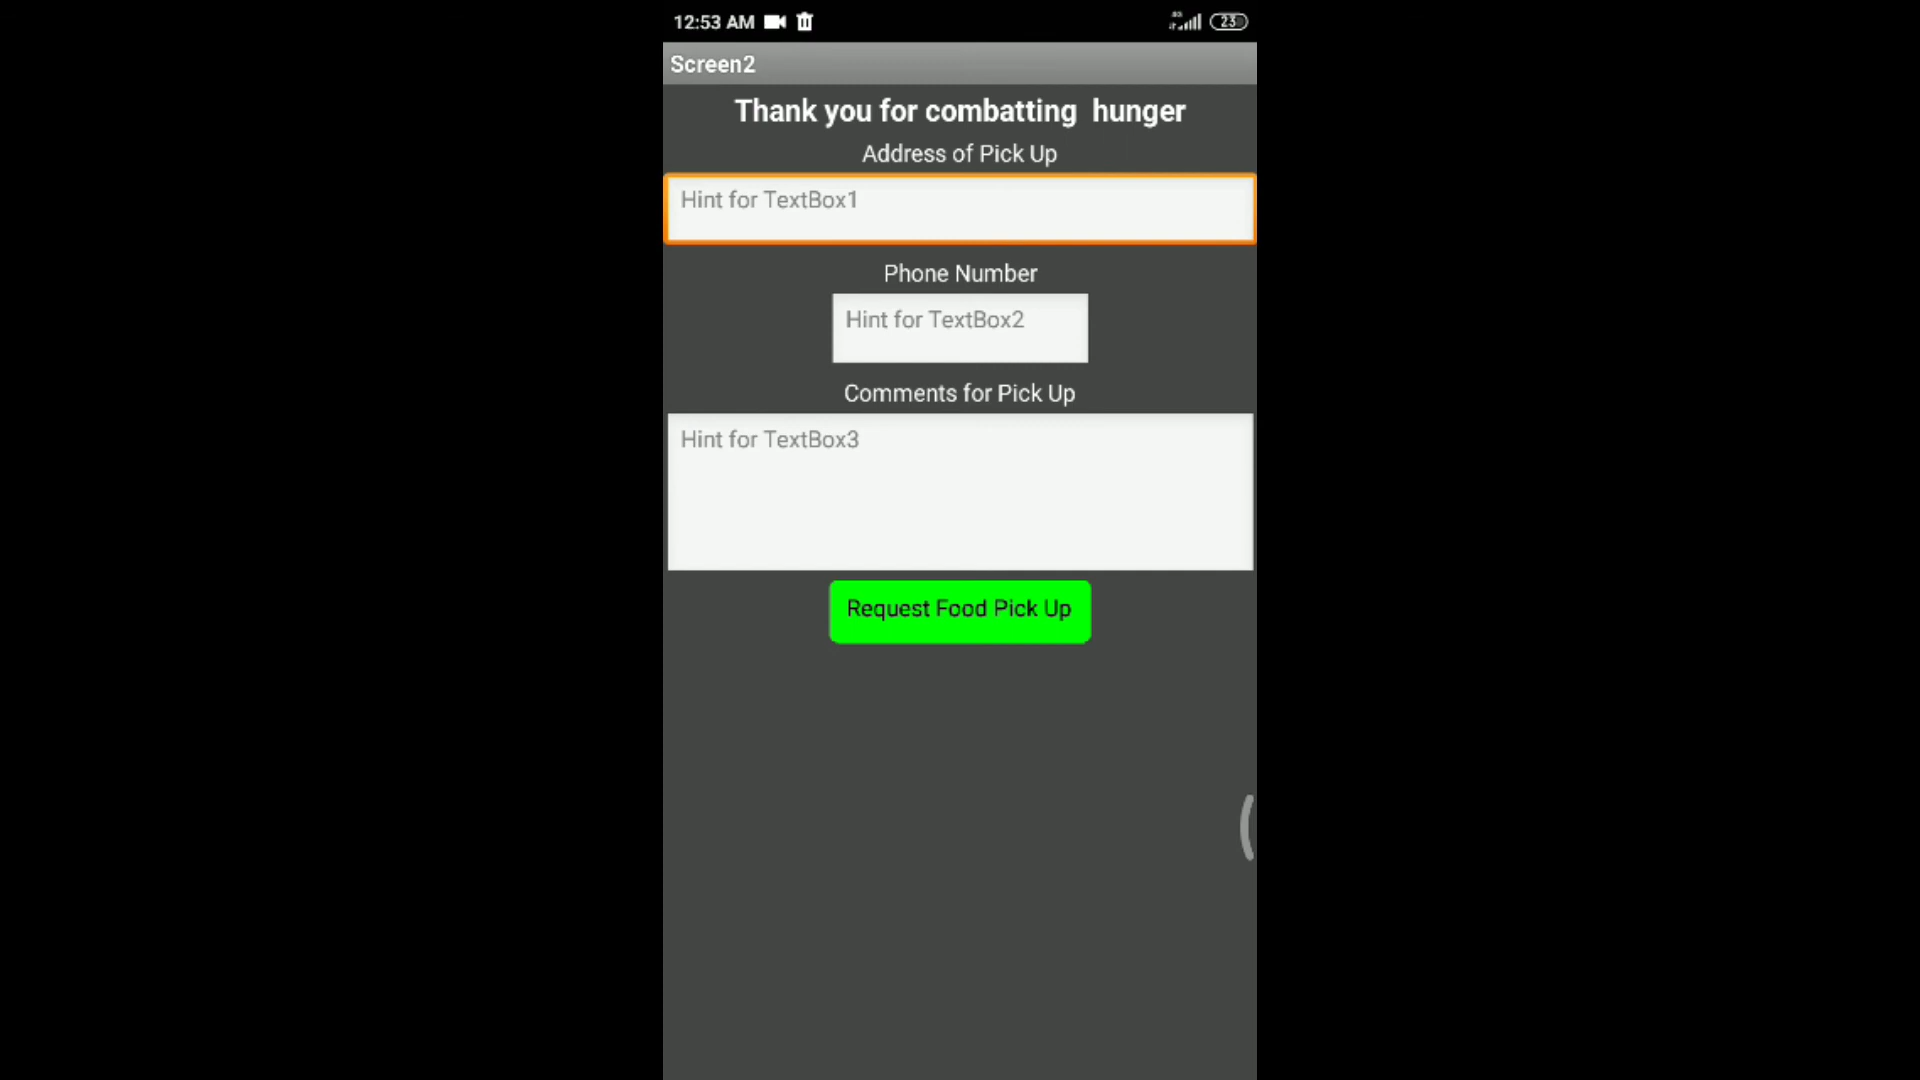 12:53 AM 23
Screen2
Thank you for combatting  hunger
Address of Pick Up
Hint for TextBox1
Phone Number
Hint for TextBox2
Comments for Pick Up
Hint for TextBox3
Request Food Pick Up